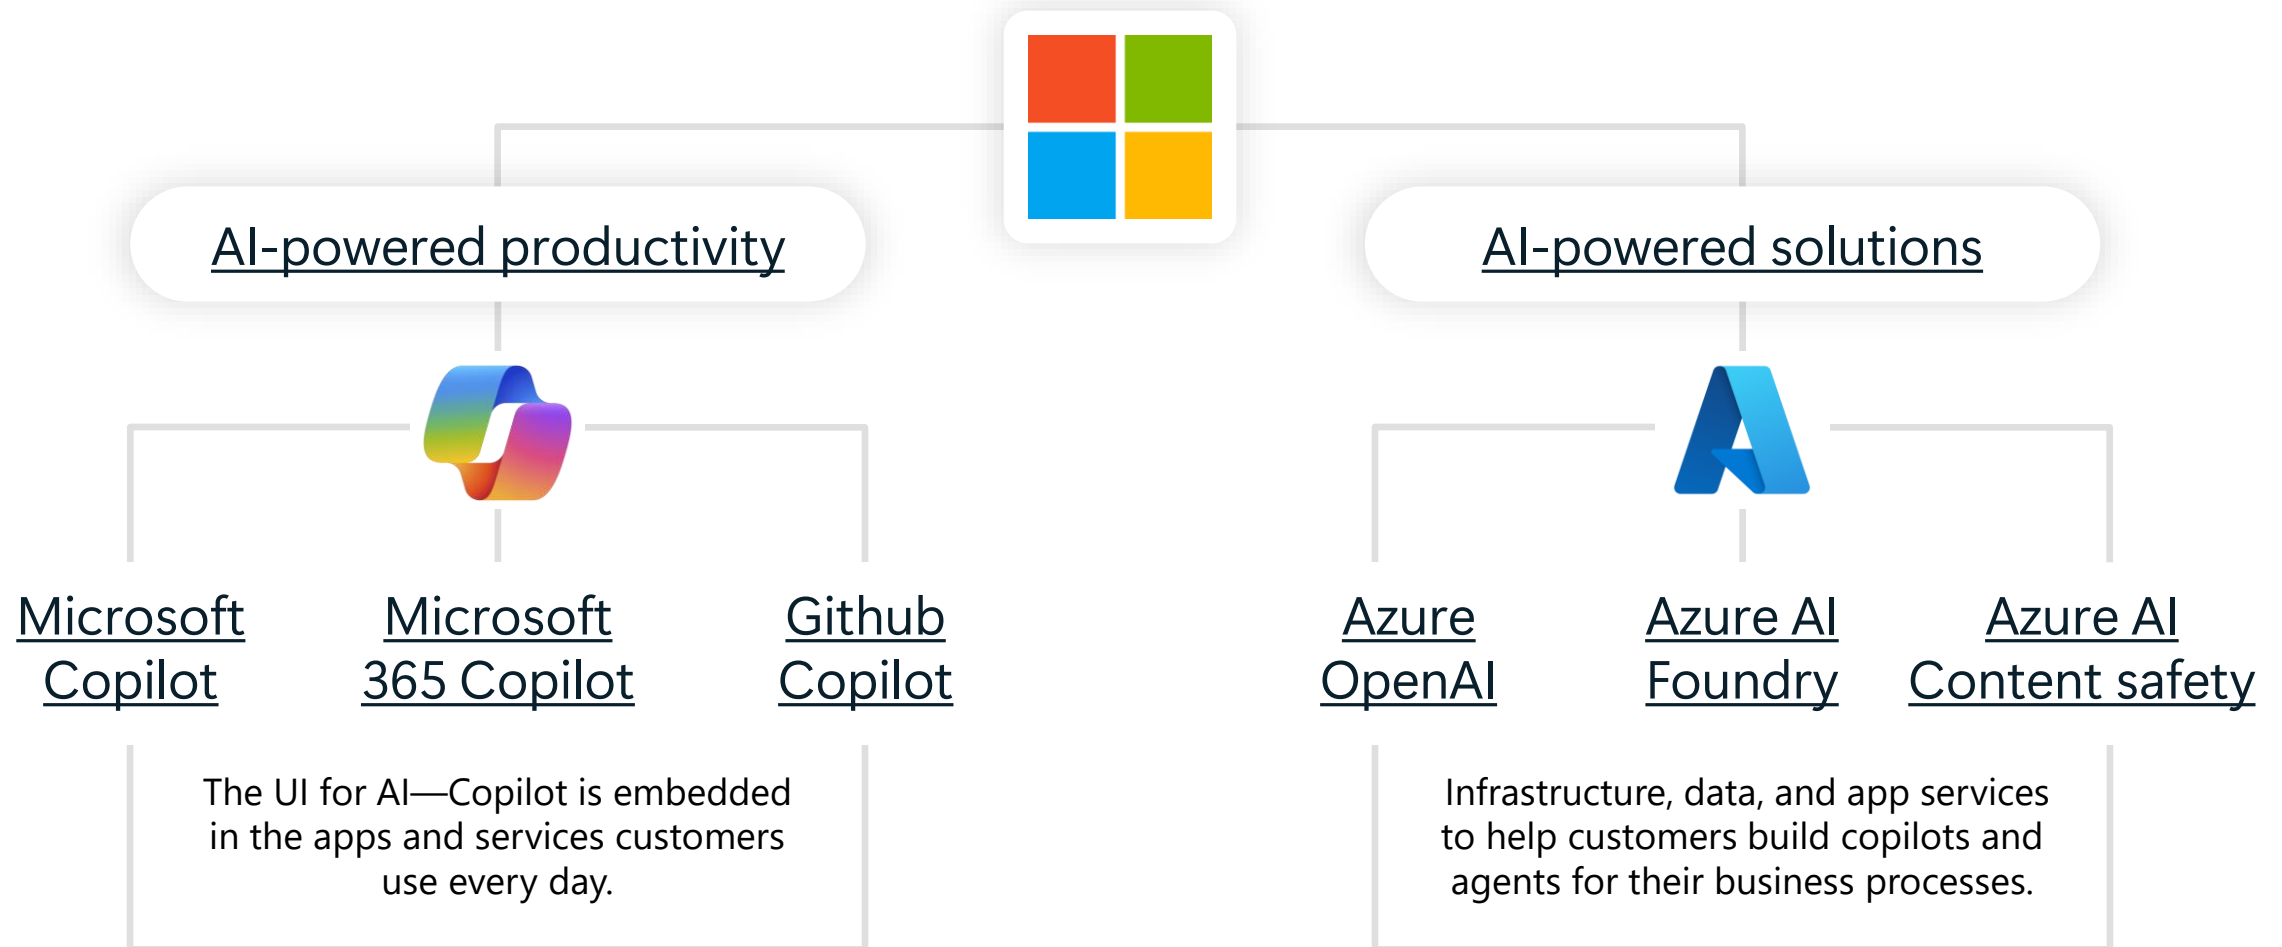 AI-powered productivity
AI-powered solutions
Microsoft
Copilot
Microsoft
365 Copilot
Github
Copilot
Azure
OpenAI
Azure AI
Foundry
Azure AI
Content safety
The UI for AI—Copilot is embedded
in the apps and services customers
use every day.
Infrastructure, data, and app services
to help customers build copilots and
agents for their business processes.